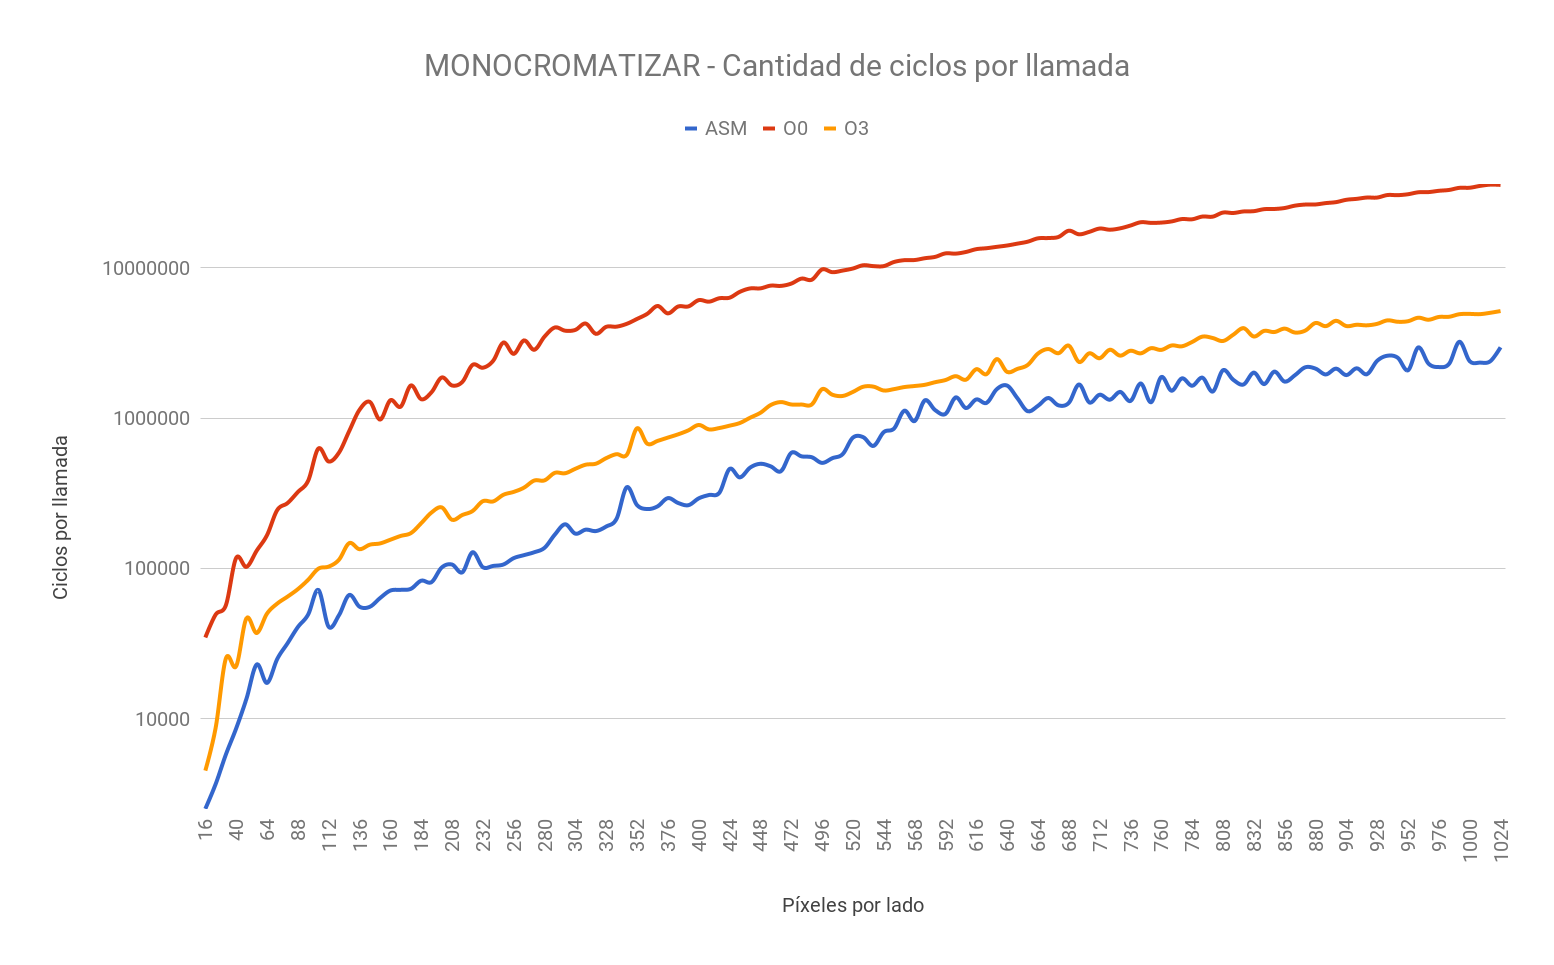 MONOCROMATIZAR - Cantidad de ciclos por llamada
ASM O0 O3
Ciclos por llamada
10000000
1000000
100000
10000
16 40 64 88 112 136 160 184 208 232 256 280 304 328 352 376 400 424 448 472 496 520 544 568 592 616 640 664 688 712 736 760 784 808 832 856 880 904 928 952 976 1000 1024
Píxeles por lado